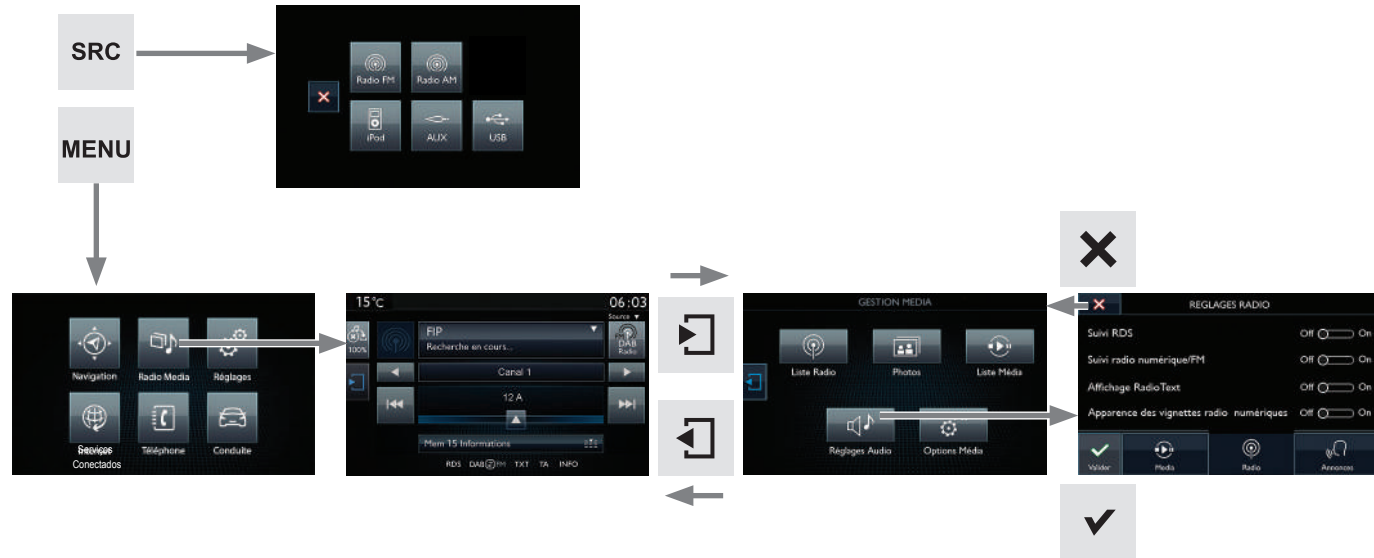 SRC
Radio FM
Radio AM
iPod
AUX
USB
MENU
Navigation
Radio Media
Réglages
Conectados
Téléphone
Conduite
15°C
06:03
Source
100%
FIP
Recherche en cours...
DAB
Radio
Canal 1
12 A
Mem 15 Informations
RDS DAB FM TXT TA INFO
GESTION MEDIA
Liste Radio
Photos
Liste Média
Réglages Audio
Options Média
REGLAGES RADIO
Suivi RDS
Off
On
Suivi radio numérique/FM
Off
On
Affichage RadioText
Off
On
Apparence des vignettes radio numériques
Off
On
Valider
Media
Radio
Annonces